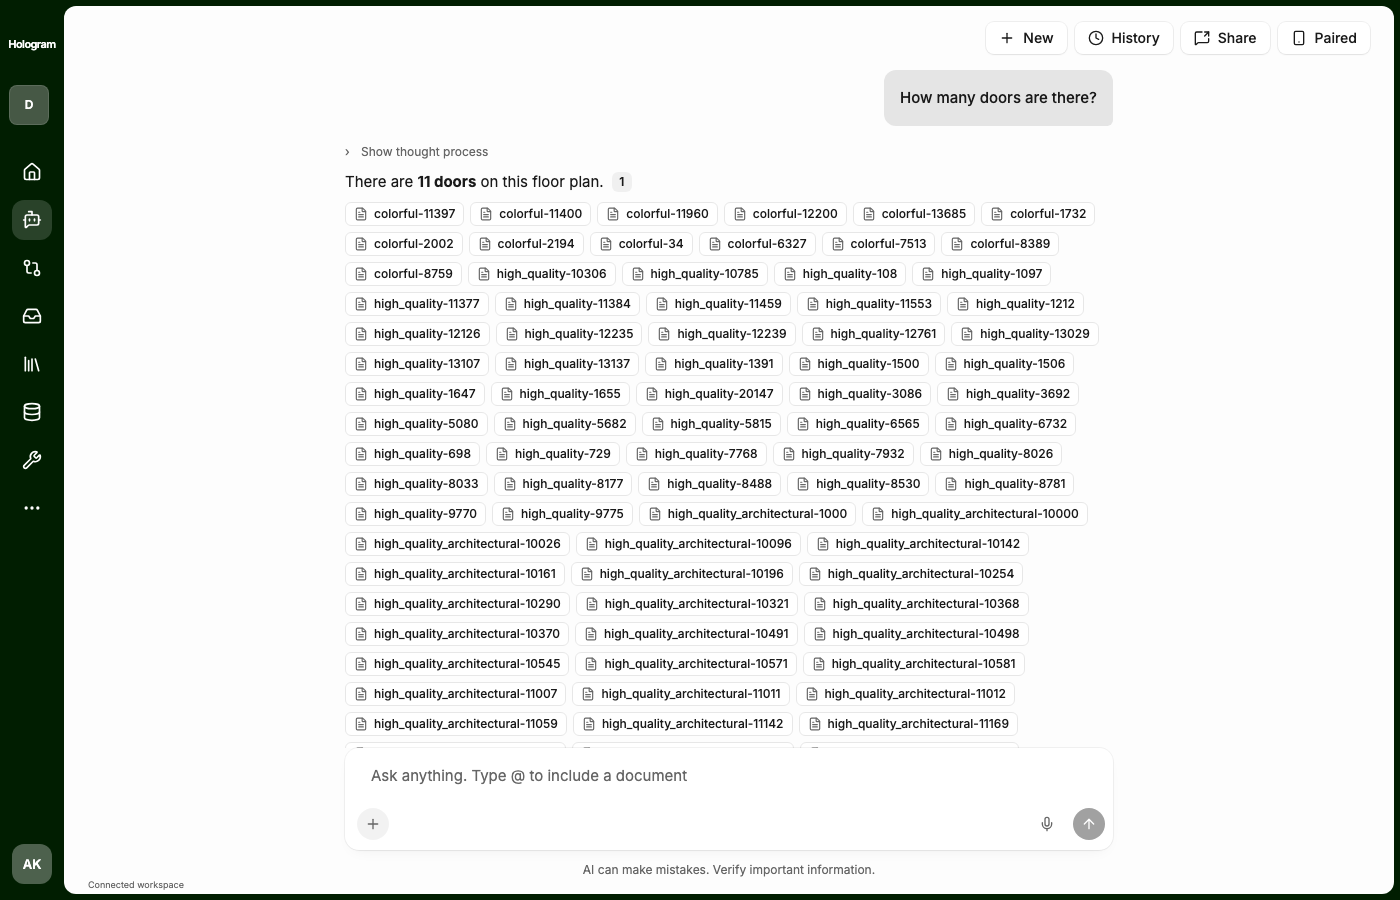 Hologram
New
History
Share
Paired
D
How many doors are there?
Show thought process
There are 11 doors on this floor plan. 1
colorful-11397 colorful-11400 colorful-11960 colorful-12200 colorful-13685 colorful-1732
colorful-2002 colorful-2194 colorful-34 colorful-6327 colorful-7513 colorful-8389
colorful-8759 high_quality-10306 high_quality-10785 high_quality-108 high_quality-1097
high_quality-11377 high_quality-11384 high_quality-11459 high_quality-11553 high_quality-1212
high_quality-12126 high_quality-12235 high_quality-12239 high_quality-12761 high_quality-13029
high_quality-13107 high_quality-13137 high_quality-1391 high_quality-1500 high_quality-1506
high_quality-1647 high_quality-1655 high_quality-20147 high_quality-3086 high_quality-3692
high_quality-5080 high_quality-5682 high_quality-5815 high_quality-6565 high_quality-6732
high_quality-698 high_quality-729 high_quality-7768 high_quality-7932 high_quality-8026
high_quality-8033 high_quality-8177 high_quality-8488 high_quality-8530 high_quality-8781
high_quality-9770 high_quality-9775 high_quality_architectural-1000 high_quality_architectural-10000
high_quality_architectural-10026 high_quality_architectural-10096 high_quality_architectural-10142
high_quality_architectural-10161 high_quality_architectural-10196 high_quality_architectural-10254
high_quality_architectural-10290 high_quality_architectural-10321 high_quality_architectural-10368
high_quality_architectural-10370 high_quality_architectural-10491 high_quality_architectural-10498
high_quality_architectural-10545 high_quality_architectural-10571 high_quality_architectural-10581
high_quality_architectural-11007 high_quality_architectural-11011 high_quality_architectural-11012
high_quality_architectural-11059 high_quality_architectural-11142 high_quality_architectural-11169
Ask anything. Type @ to include a document
AI can make mistakes. Verify important information.
AK
Connected workspace